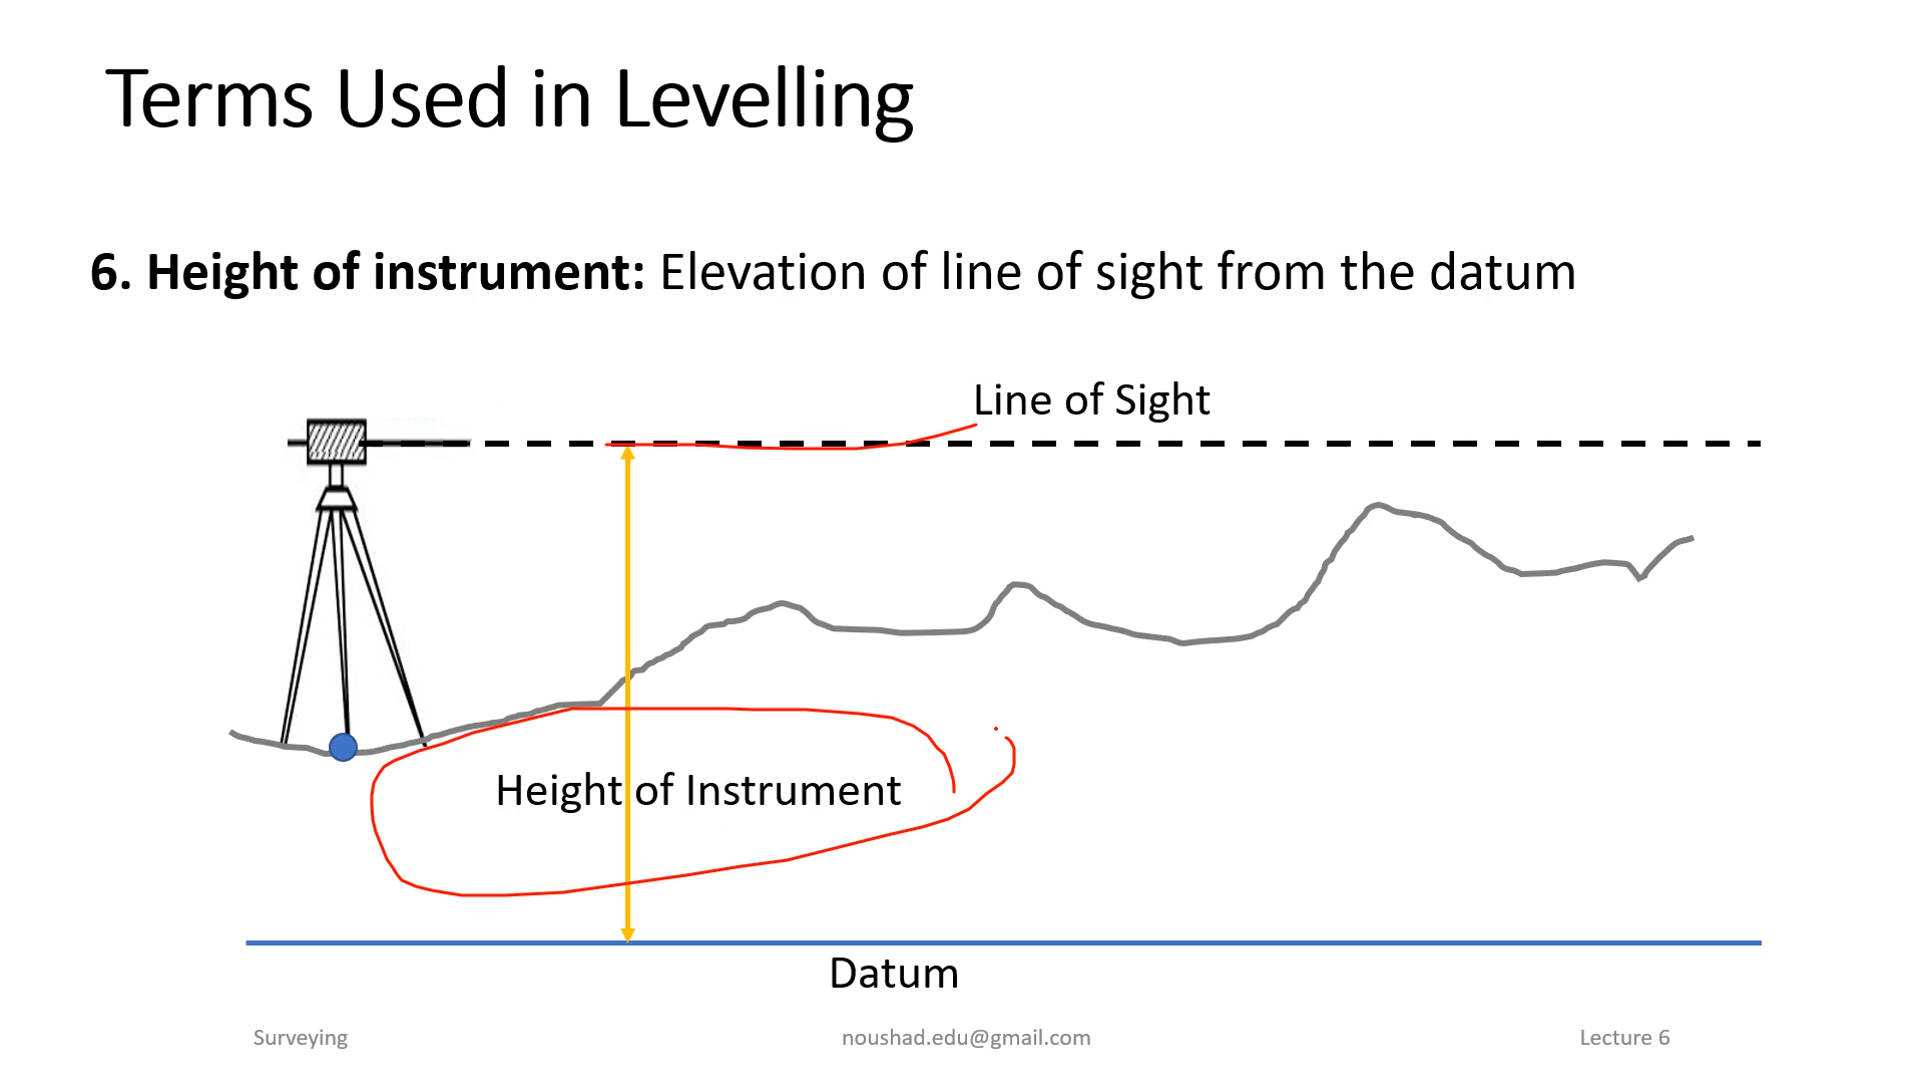 Terms Used in Levelling
6. Height of instrument: Elevation of line of sight from the datum
Line of Sight
Height of Instrument
Datum
Surveying
noushad.edu@gmail.com
Lecture 6